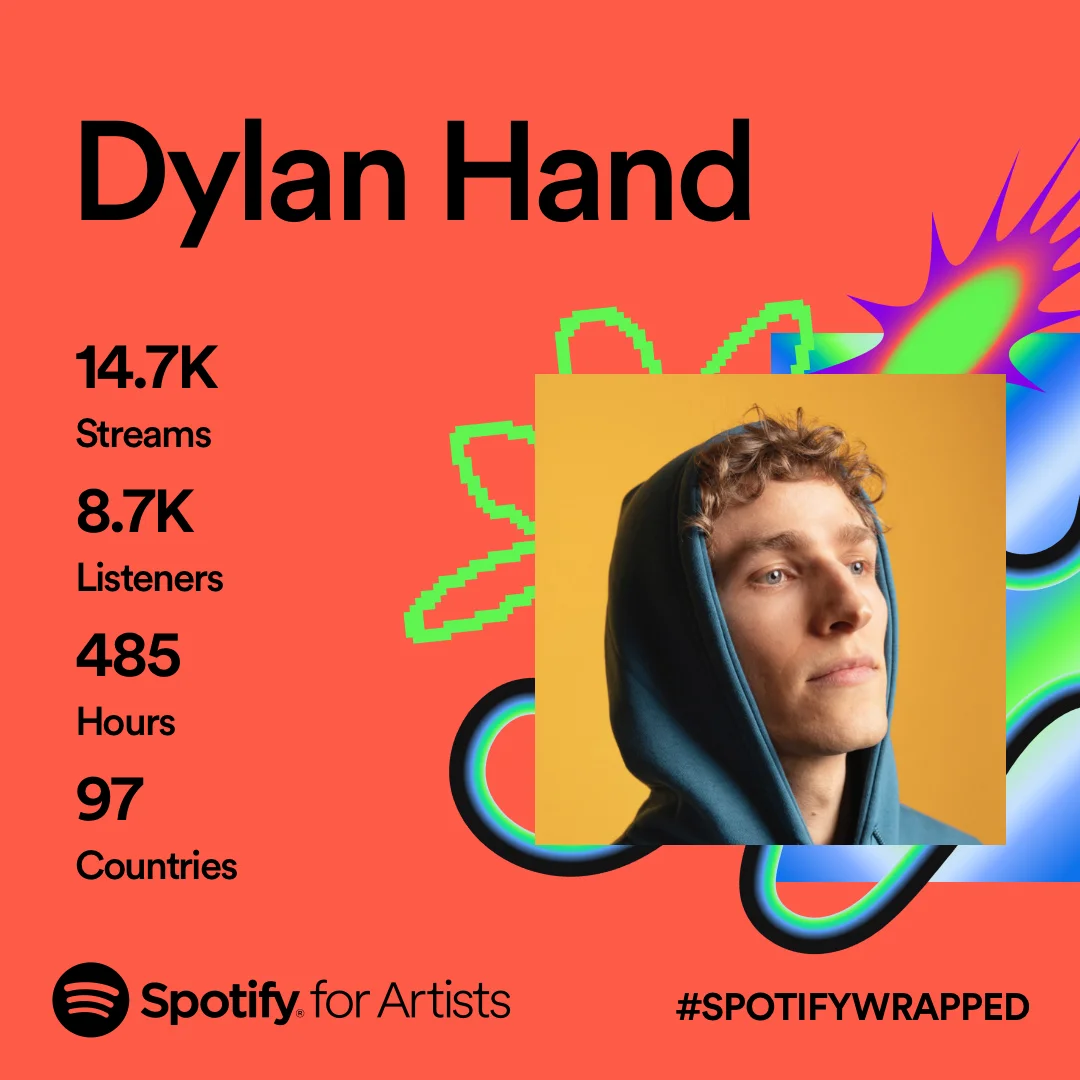 Dylan Hand
14.7K
Streams
8.7K
Listeners
485
Hours
97
Countries
Spotify® for Artists
#SPOTIFYWRAPPED